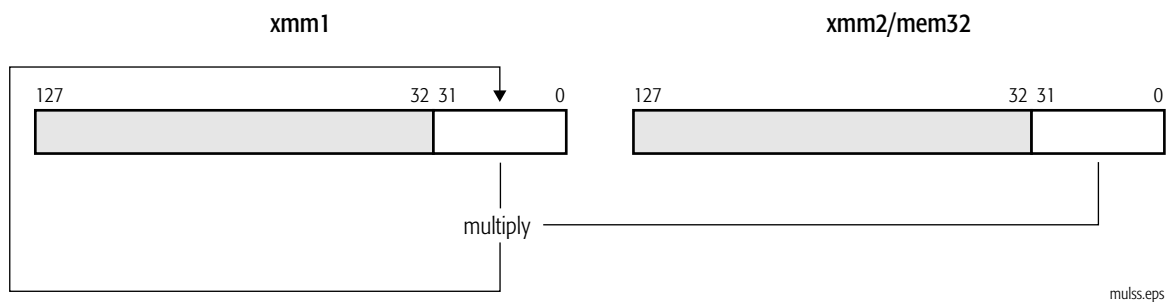 xmm1 xmm2/mem32
127 32 31 0 127 32 31 0
multiply
mulss.eps